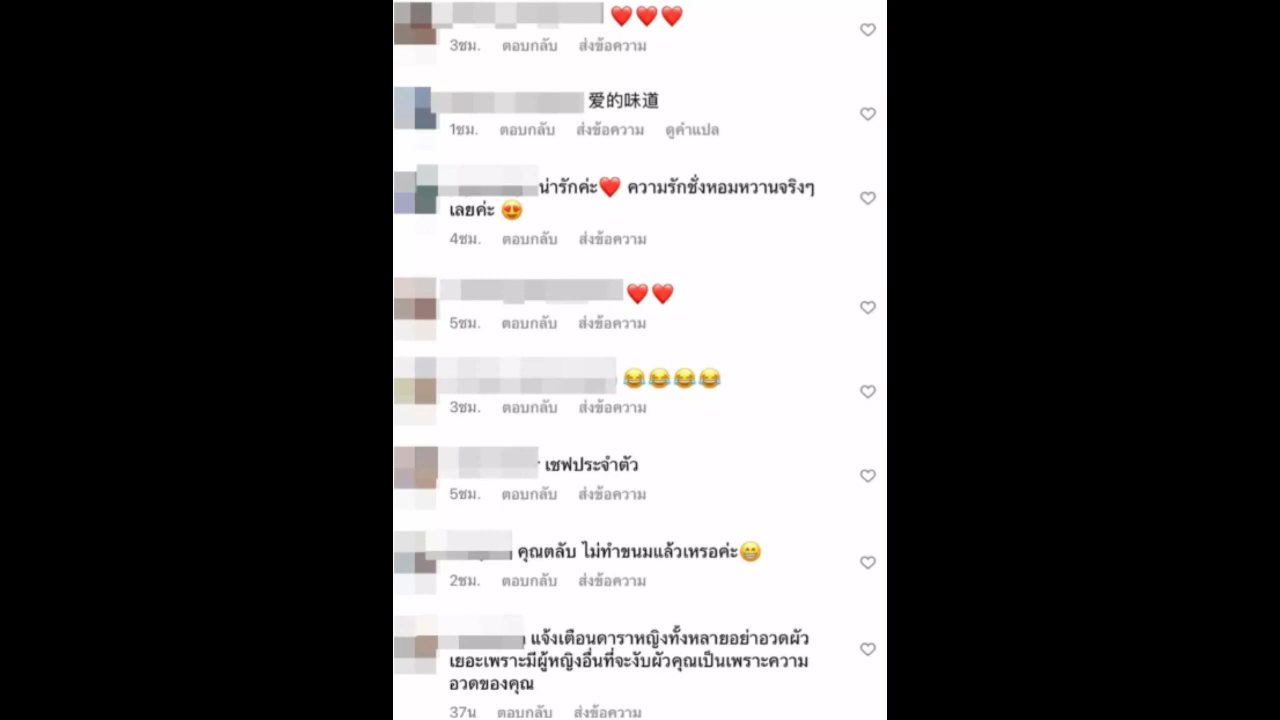 ❤️❤️❤️
3ชม. ตอบกลับ ส่งข้อความ
爱的味道
1ชม. ตอบกลับ ส่งข้อความ ดูคำแปล
น่ารักค่ะ❤️ ความรักชั่งหอมหวานจริงๆ
เลยค่ะ 😍
4ชม. ตอบกลับ ส่งข้อความ
❤️❤️
5ชม. ตอบกลับ ส่งข้อความ
😂😂😂😂
3ชม. ตอบกลับ ส่งข้อความ
เชฟประจำตัว
5ชม. ตอบกลับ ส่งข้อความ
คุณตลับ ไม่ทำขนมแล้วเหรอค่ะ😁
2ชม. ตอบกลับ ส่งข้อความ
แจ้งเตือนดาราหญิงทั้งหลายอย่าอวดผัว
เยอะเพราะมีผู้หญิงอื่นที่จะงับผัวคุณเป็นเพราะความ
อวดของคุณ
37น ตอบกลับ ส่งข้อความ